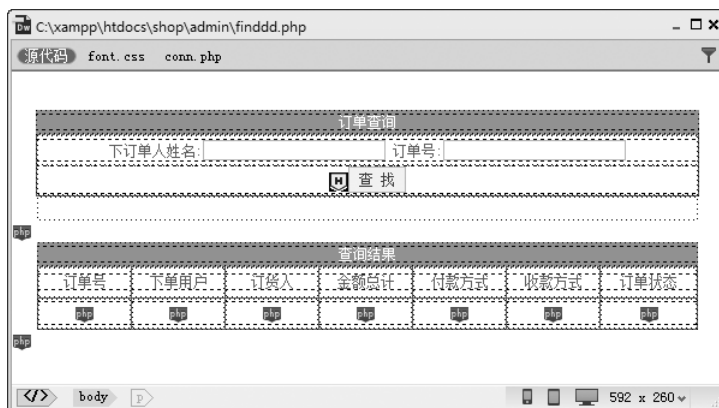 Dw C:\xampp\htdocs\shop\admin\finddd.php
源代码 font.css conn.php
订单查询
下订单人姓名: 订单号:
H 查 找
php
查询结果
订单号 下单用户 订货人 金额总计 付款方式 收款方式 订单状态
php php php php php php php
php
</> body p 592 x 260